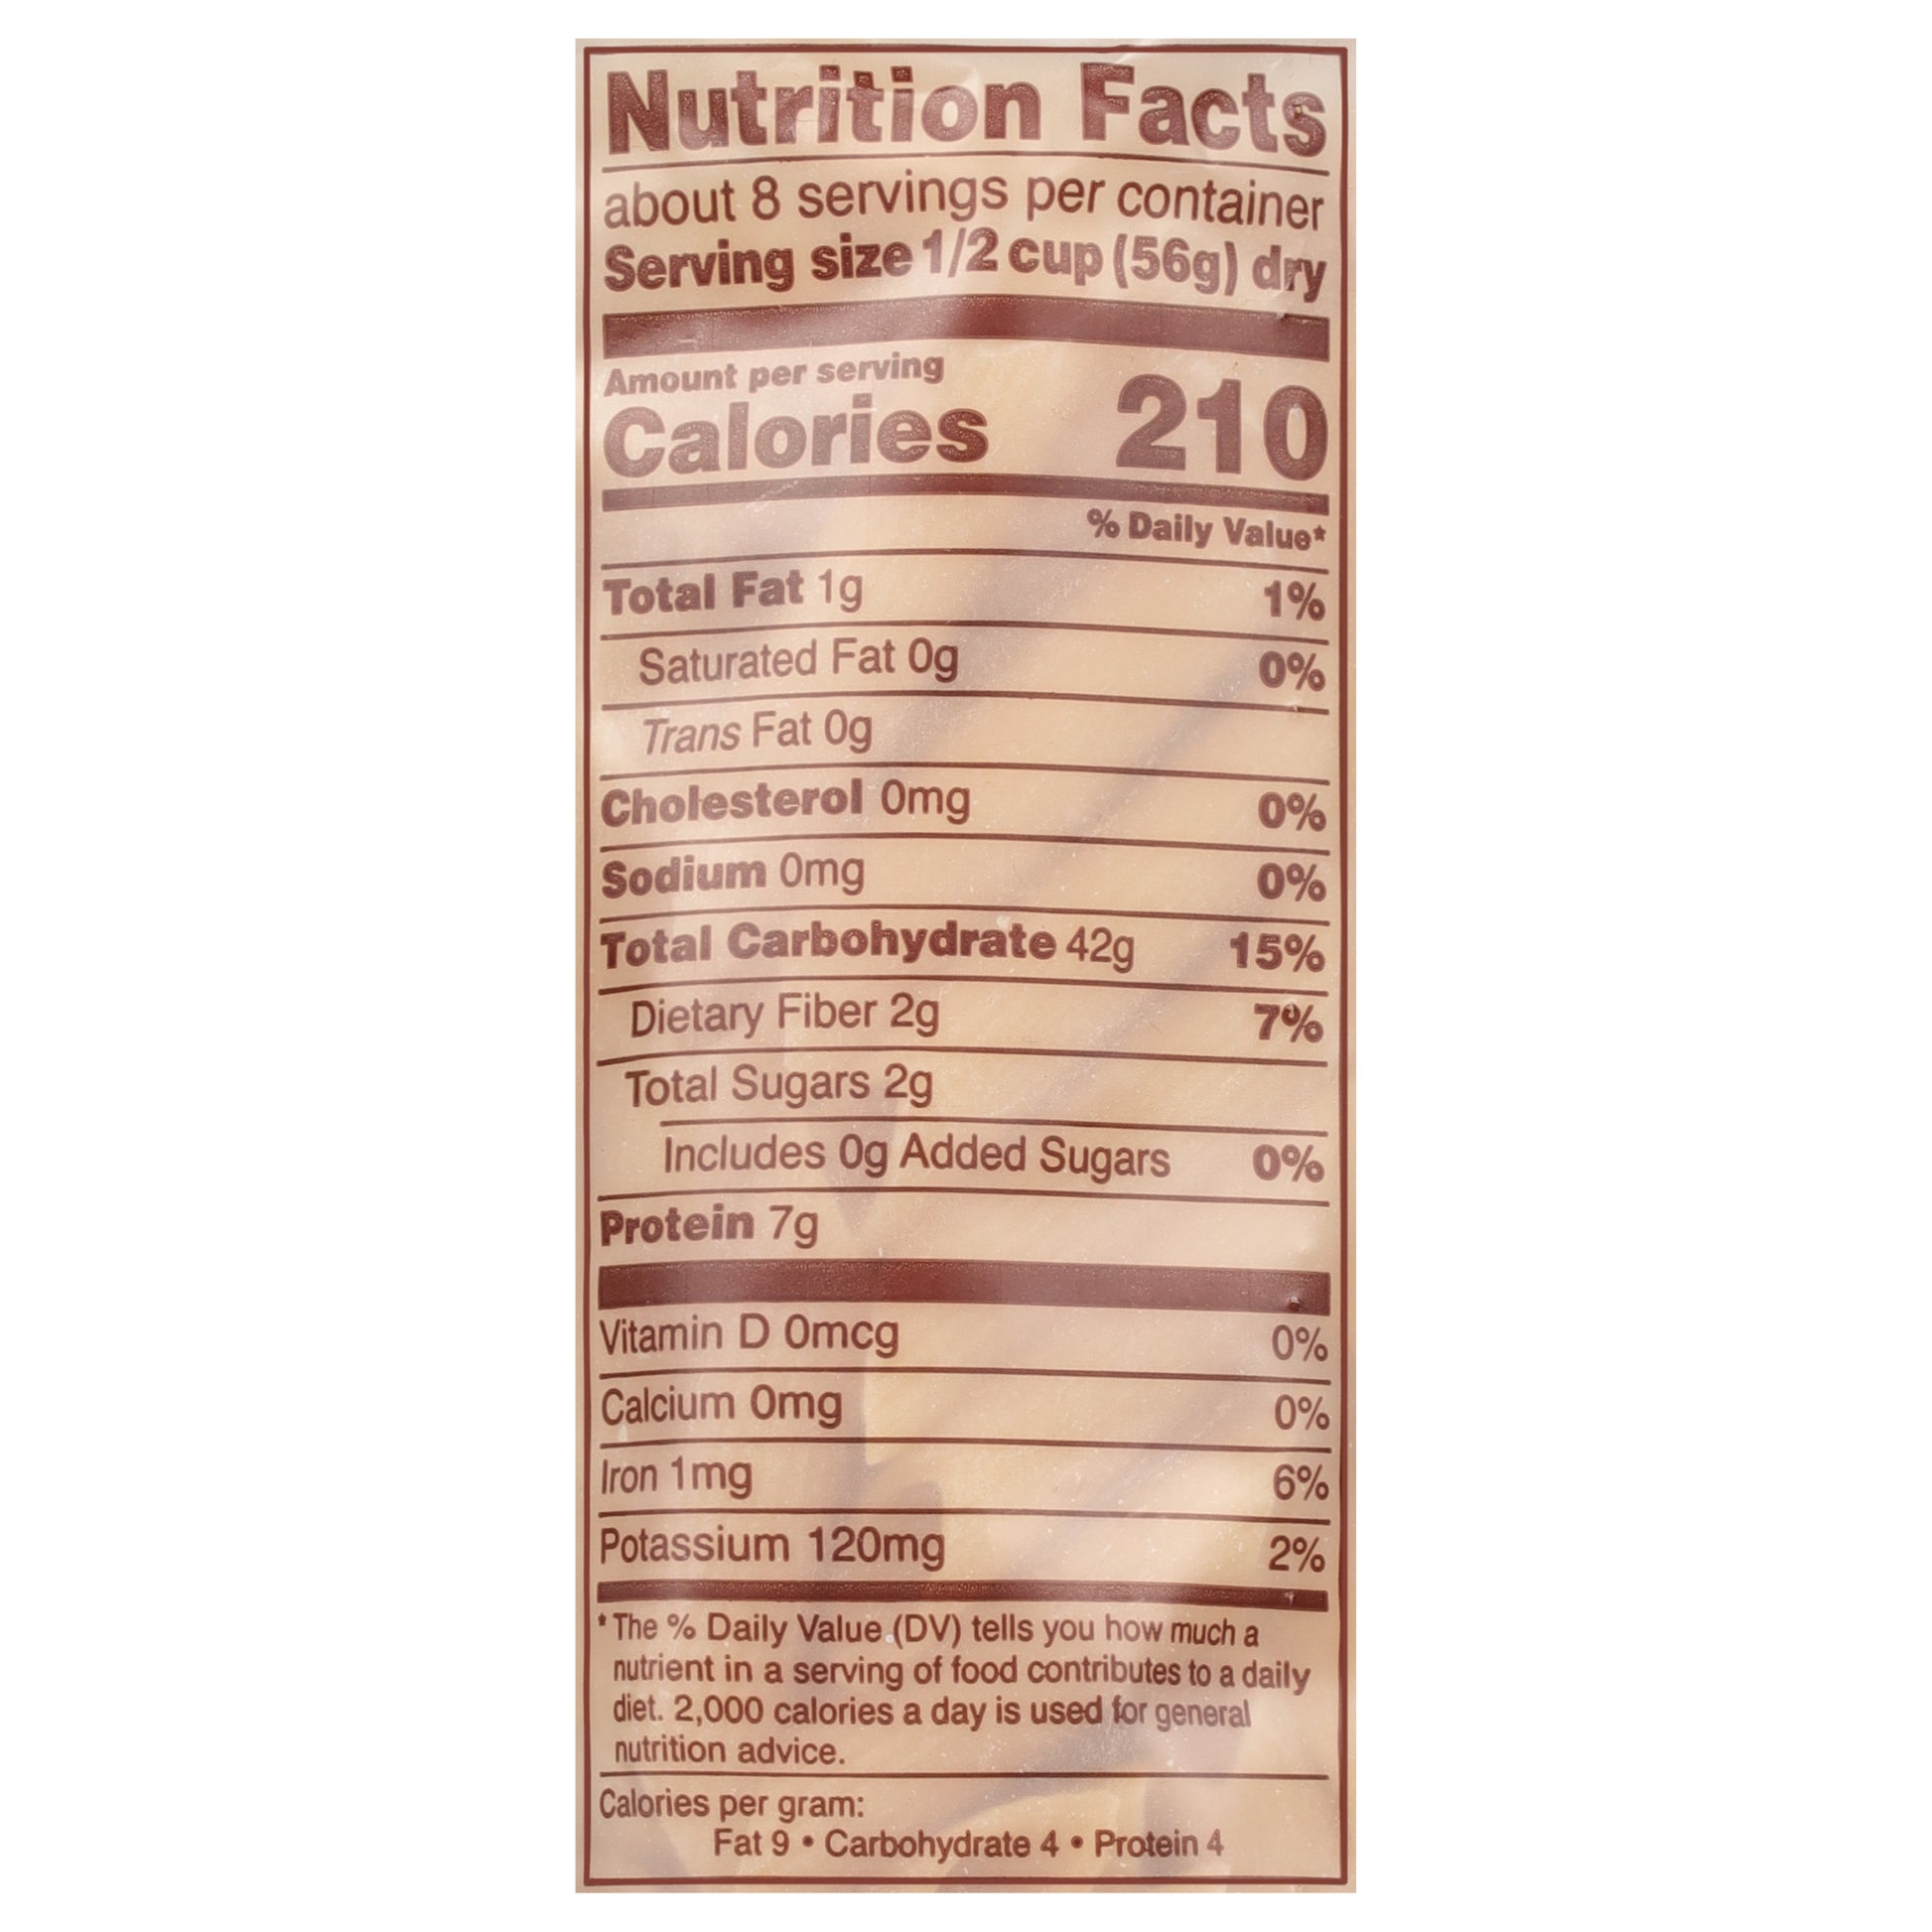 Nutrition Facts
about 8 servings per container
Serving size 1/2 cup (56g) dry
Amount per serving
Calories 210
% Daily Value*
Total Fat 1g 1%
Saturated Fat 0g 0%
Trans Fat 0g
Cholesterol 0mg 0%
Sodium 0mg 0%
Total Carbohydrate 42g 15%
Dietary Fiber 2g 7%
Total Sugars 2g
Includes 0g Added Sugars 0%
Protein 7g
Vitamin D 0mcg 0%
Calcium 0mg 0%
Iron 1mg 6%
Potassium 120mg 2%
* The % Daily Value (DV) tells you how much a
nutrient in a serving of food contributes to a daily
diet. 2,000 calories a day is used for general
nutrition advice.
Calories per gram:
Fat 9 • Carbohydrate 4 • Protein 4